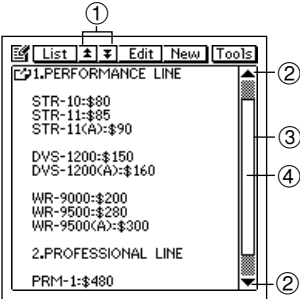 ①
List Edit New Tools
1.PERFORMANCE LINE
②
STR-10:$80
STR-11:$85
STR-11(A):$90
③
DVS-1200:$150
DVS-1200(A):$160
④
WR-9000:$200
WR-9500:$280
WR-9500(A):$300
2.PROFESSIONAL LINE
PRM-1:$480
②